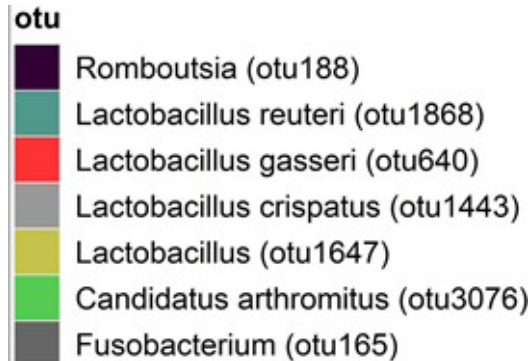 otu
Romboutsia (otu188)
Lactobacillus reuteri (otu1868)
Lactobacillus gasseri (otu640)
Lactobacillus crispatus (otu1443)
Lactobacillus (otu1647)
Candidatus arthromitus (otu3076)
Fusobacterium (otu165)